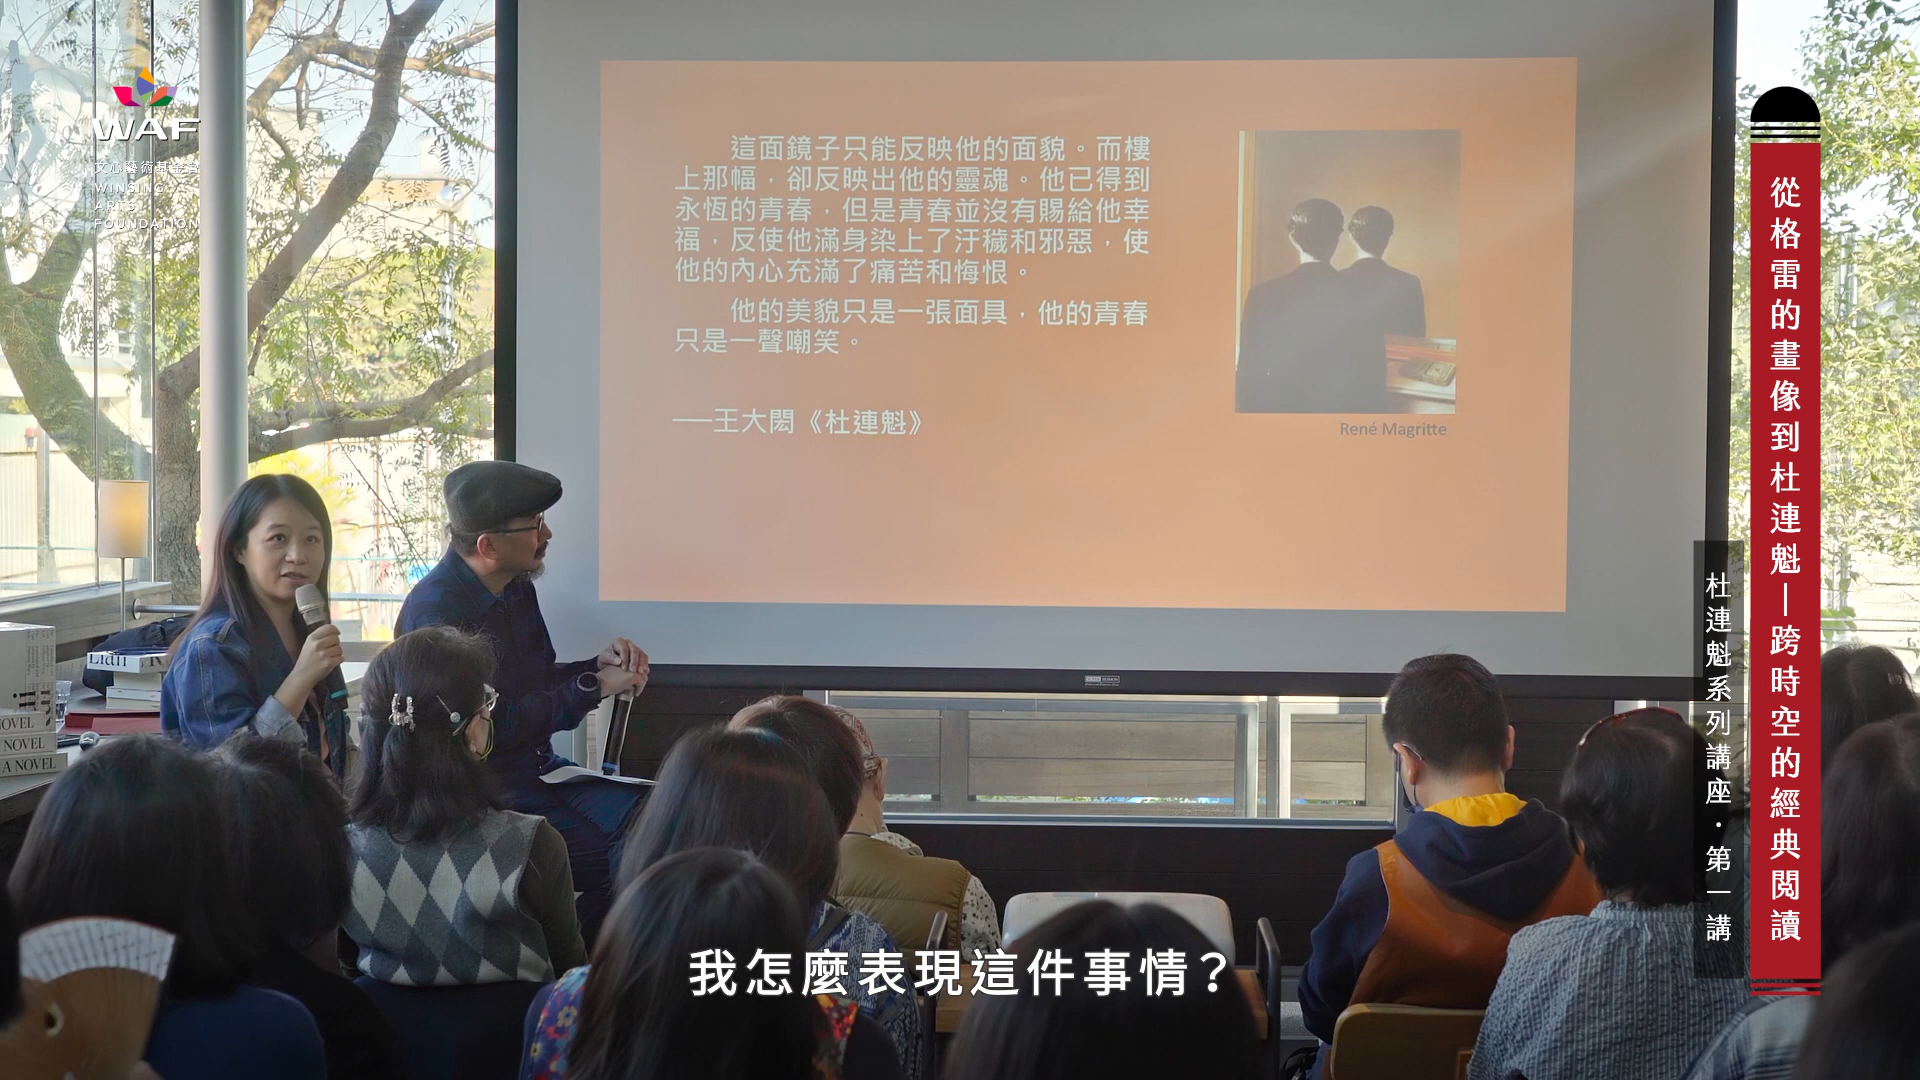 WAF
文心藝術基金會
WINSING
ARTS
FOUNDATION
這面鏡子只能反映他的面貌。而樓
上那幅，卻反映出他的靈魂。他已得到
永恆的青春，但是青春並沒有賜給他幸
福，反使他滿身染上了汙穢和邪惡，使
他的內心充滿了痛苦和悔恨。
他的美貌只是一張面具，他的青春
只是一聲嘲笑。
──王大閎《杜連魁》
René Magritte
從格雷的畫像到杜連魁—跨時空的經典閱讀
杜連魁系列講座・第一講
NOVEL
NOVEL
A NOVEL
我怎麼表現這件事情？